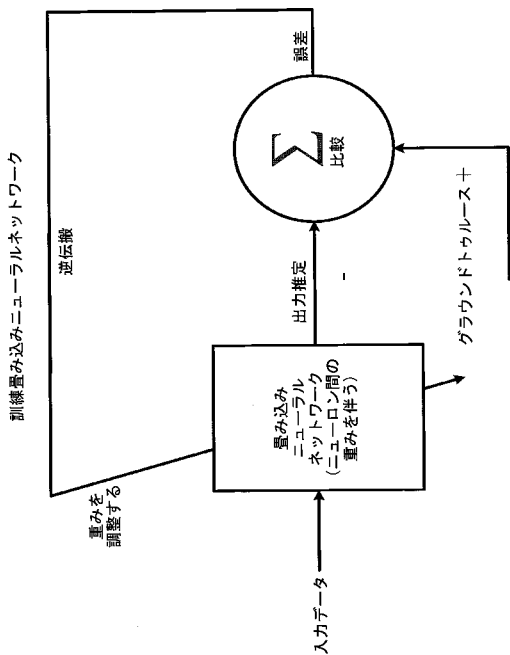 訓練畳み込みニューラルネットワーク
逆伝搬
重みを
調整する
誤差
Σ
比較
出力推定
-
畳み込み
ニューラル
ネットワーク
(ニューロン間の
重みを伴う)
入力データ
グラウンドトゥルース +